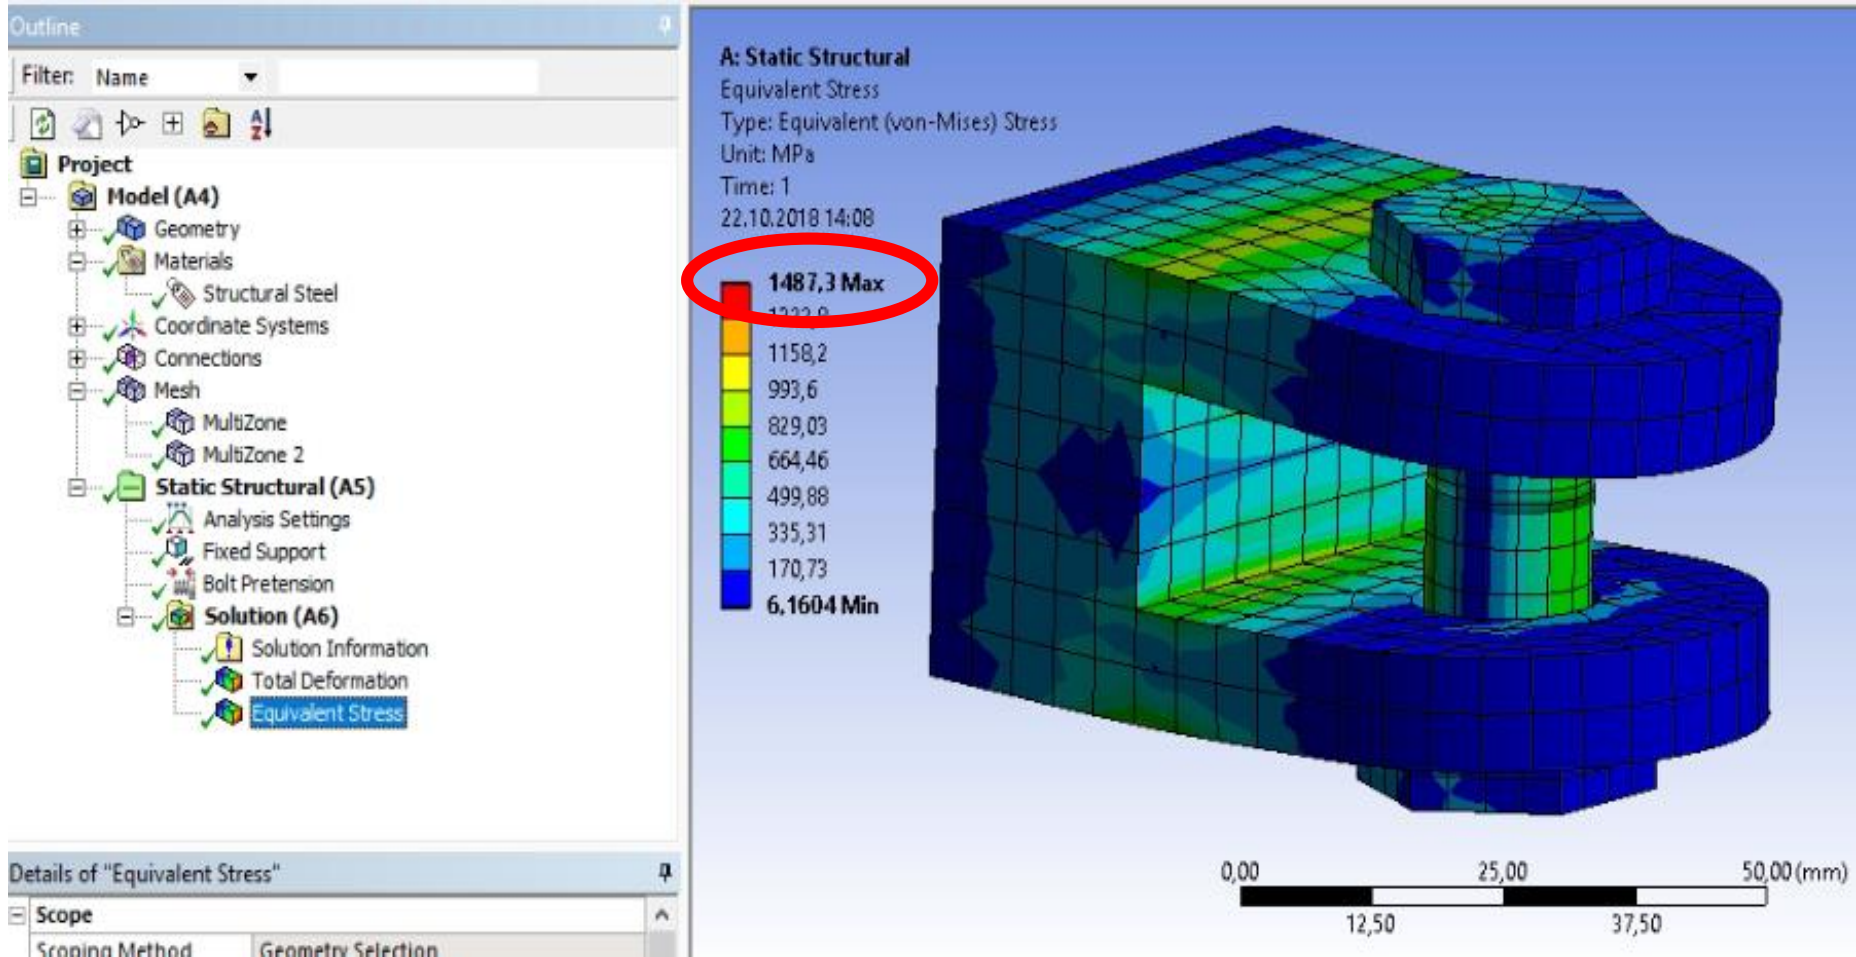 Outline
Filter: Name
Project
Model (A4)
Geometry
Materials
Structural Steel
Coordinate Systems
Connections
Mesh
MultiZone
MultiZone 2
Static Structural (A5)
Analysis Settings
Fixed Support
Bolt Pretension
Solution (A6)
Solution Information
Total Deformation
Equivalent Stress
Details of "Equivalent Stress"
Scope
Scoping Method Geometry Selection
A: Static Structural
Equivalent Stress
Type: Equivalent (von-Mises) Stress
Unit: MPa
Time: 1
22.10.2018 14:08
1487,3 Max
1158,2
993,6
829,03
664,46
499,88
335,31
170,73
6,1604 Min
0,00 25,00 50,00 (mm)
12,50 37,50